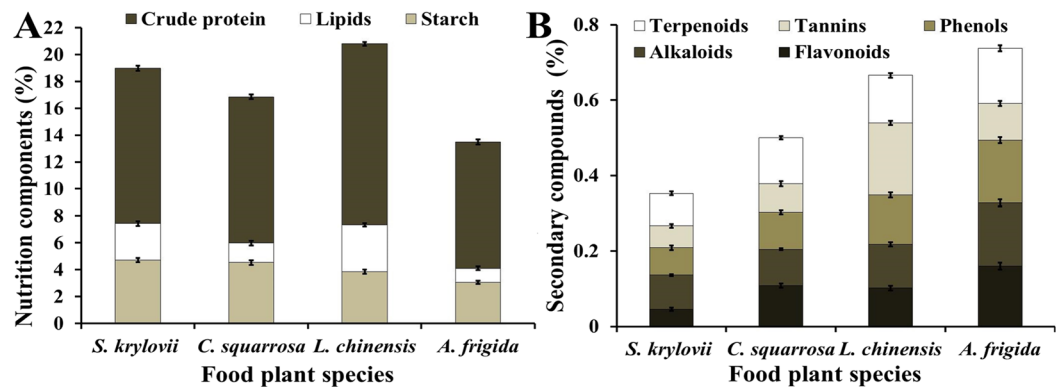 A
Crude protein Lipids Starch
Nutrition components (%)
22
20
18
16
14
12
10
8
6
4
2
0
S. krylovii C. squarrosa L. chinensis A. frigida
Food plant species
B
Terpenoids Tannins Phenols
Alkaloids Flavonoids
Secondary compounds (%)
0.8
0.6
0.4
0.2
0
S. krylovii C. squarrosa L. chinensis A. frigida
Food plant species